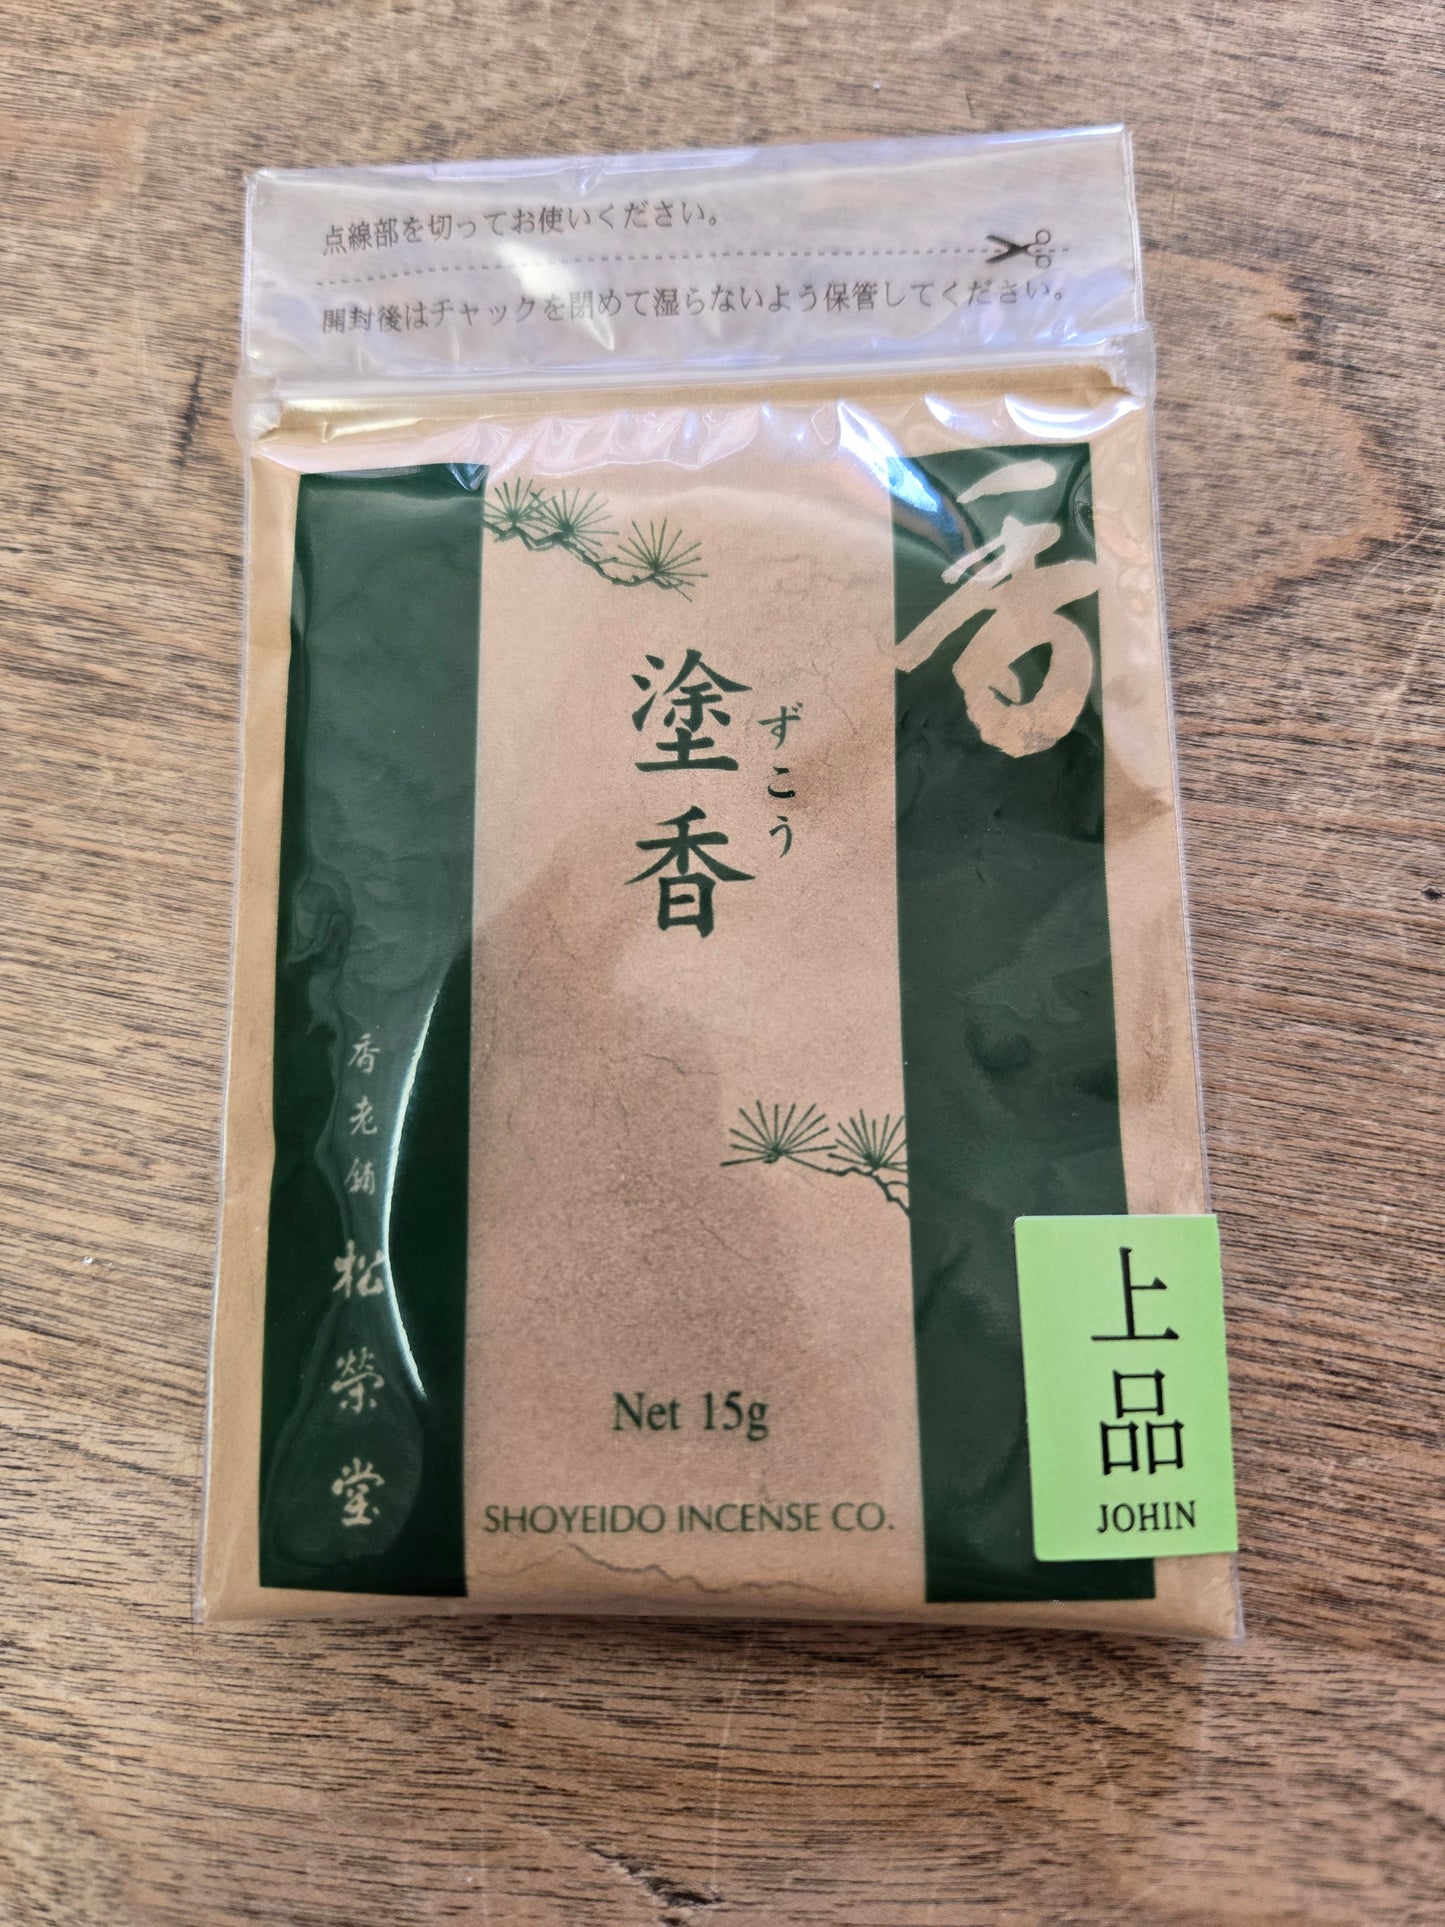 点線部を切ってお使いください。
開封後はチャックを閉めて湿らないよう保管してください。
香
塗香
ずこう
香老舗 松榮堂
Net 15g
SHOYEIDO INCENSE CO.
上品
JOHIN